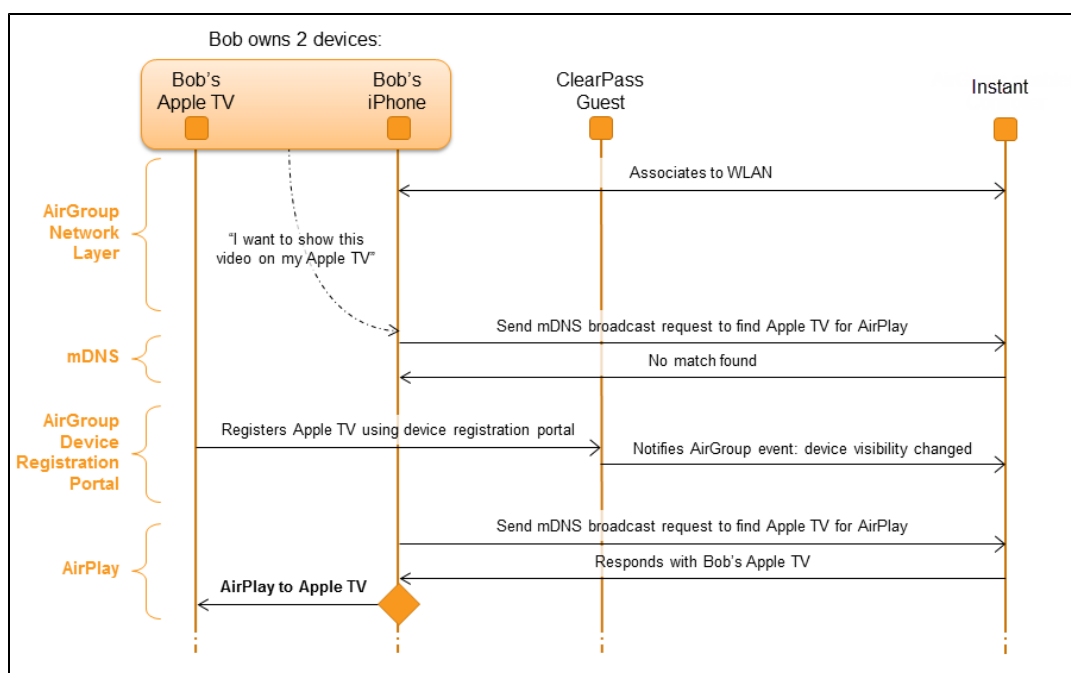 Bob owns 2 devices:
Bob's
Apple TV
Bob's
iPhone
ClearPass
Guest
Instant
Associates to WLAN
AirGroup
Network
Layer
“I want to show this
video on my Apple TV”
Send mDNS broadcast request to find Apple TV for AirPlay
mDNS
No match found
AirGroup
Device
Registration
Portal
Registers Apple TV using device registration portal
Notifies AirGroup event: device visibility changed
Send mDNS broadcast request to find Apple TV for AirPlay
AirPlay
Responds with Bob's Apple TV
AirPlay to Apple TV